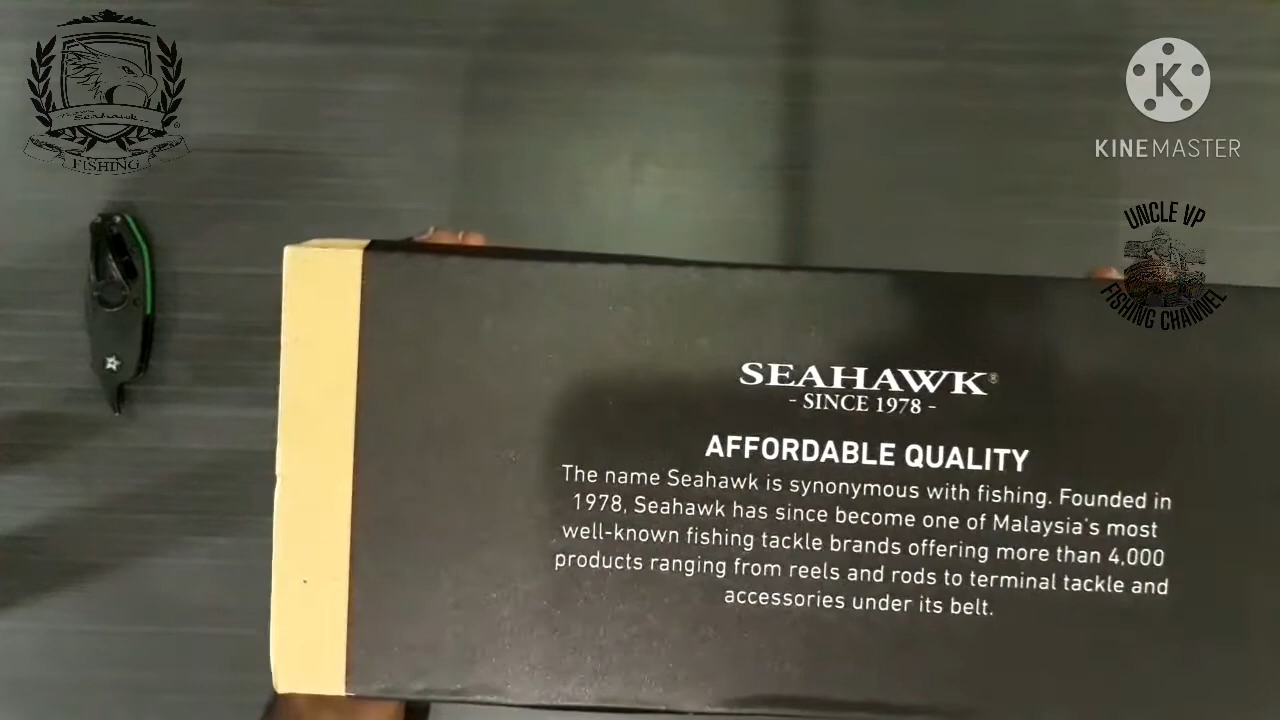 Seahawk
FISHING
KINEMASTER
UNCLE VP
FISHING CHANNEL
SEAHAWK®
- SINCE 1978 -
AFFORDABLE QUALITY
The name Seahawk is synonymous with fishing. Founded in
1978, Seahawk has since become one of Malaysia's most
well-known fishing tackle brands offering more than 4,000
products ranging from reels and rods to terminal tackle and
accessories under its belt.